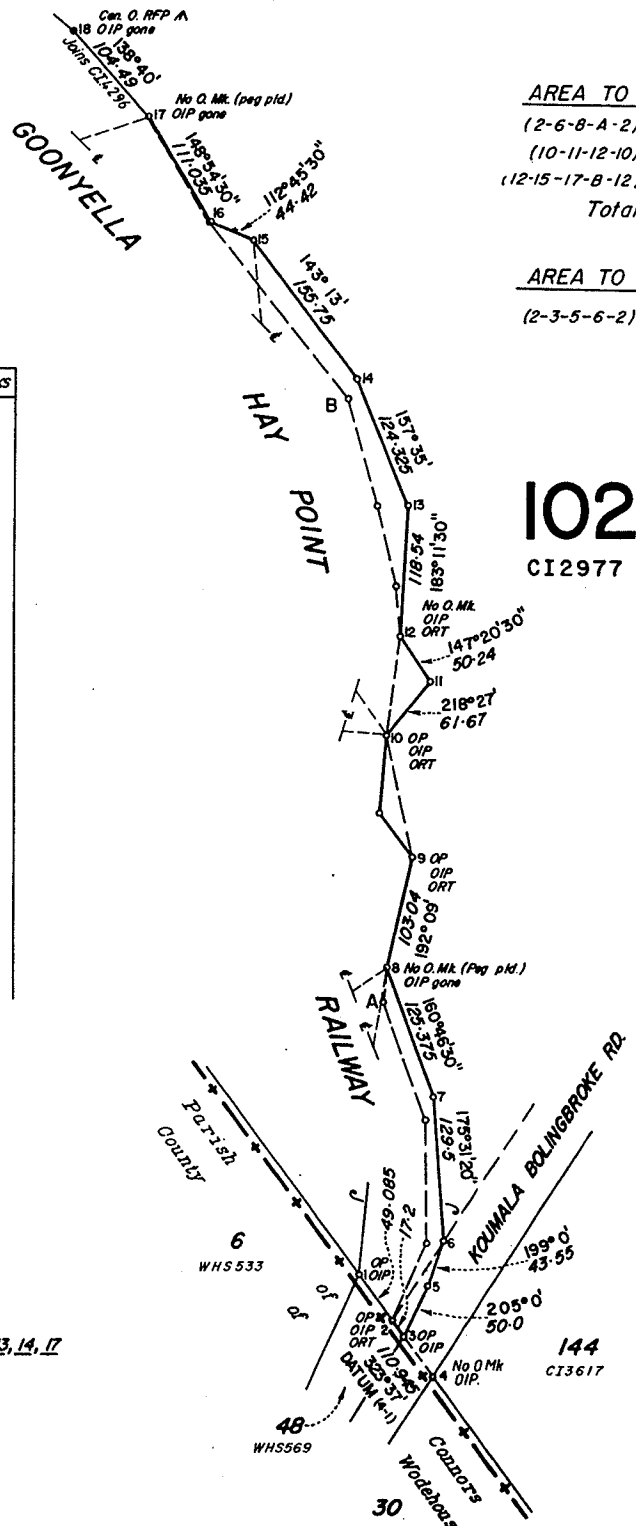 Cen. O. RFP
18 OIP gone
138°40'
104·49
Joins CI.4296
No O. Mk. (peg pld.)
17 OIP gone
GOONYELLA
148°54'30"
111·035
112°45'30"
44·42
16
15
143°13'
155·75
14
B
HAY POINT
157°35'
124·325
13
118·54
183°11'30"
No O. Mk.
12 OIP
ORT
147°20'30"
50·24
11
218°27'
61·67
10 OP
OIP
ORT
9 OP
OIP
ORT
103·04
192°09'
8 No O. Mk. (Peg pld.)
OIP gone
A
RAILWAY
160°46'30"
125·375
7
175°31'20"
129·5
KOUMALA BOLINGBROKE RD.
Parish
County
of
of
49·085
17·2
6
WHS533
OP
1 OIP
6
199°0'
43·55
5
205°0'
50·0
OP
OIP 2
ORT
3 OP
OIP
110·945
323°37'
DATUM (4-1)
4 No O Mk
OIP.
144
CI3617
48
WHS569
Connors
Wodehous
30
AREA TO
(2-6-8-A-2)
(10-11-12-10)
(12-15-17-B-12)
Total
AREA TO
(2-3-5-6-2)
102
CI2977
3, 14, 17